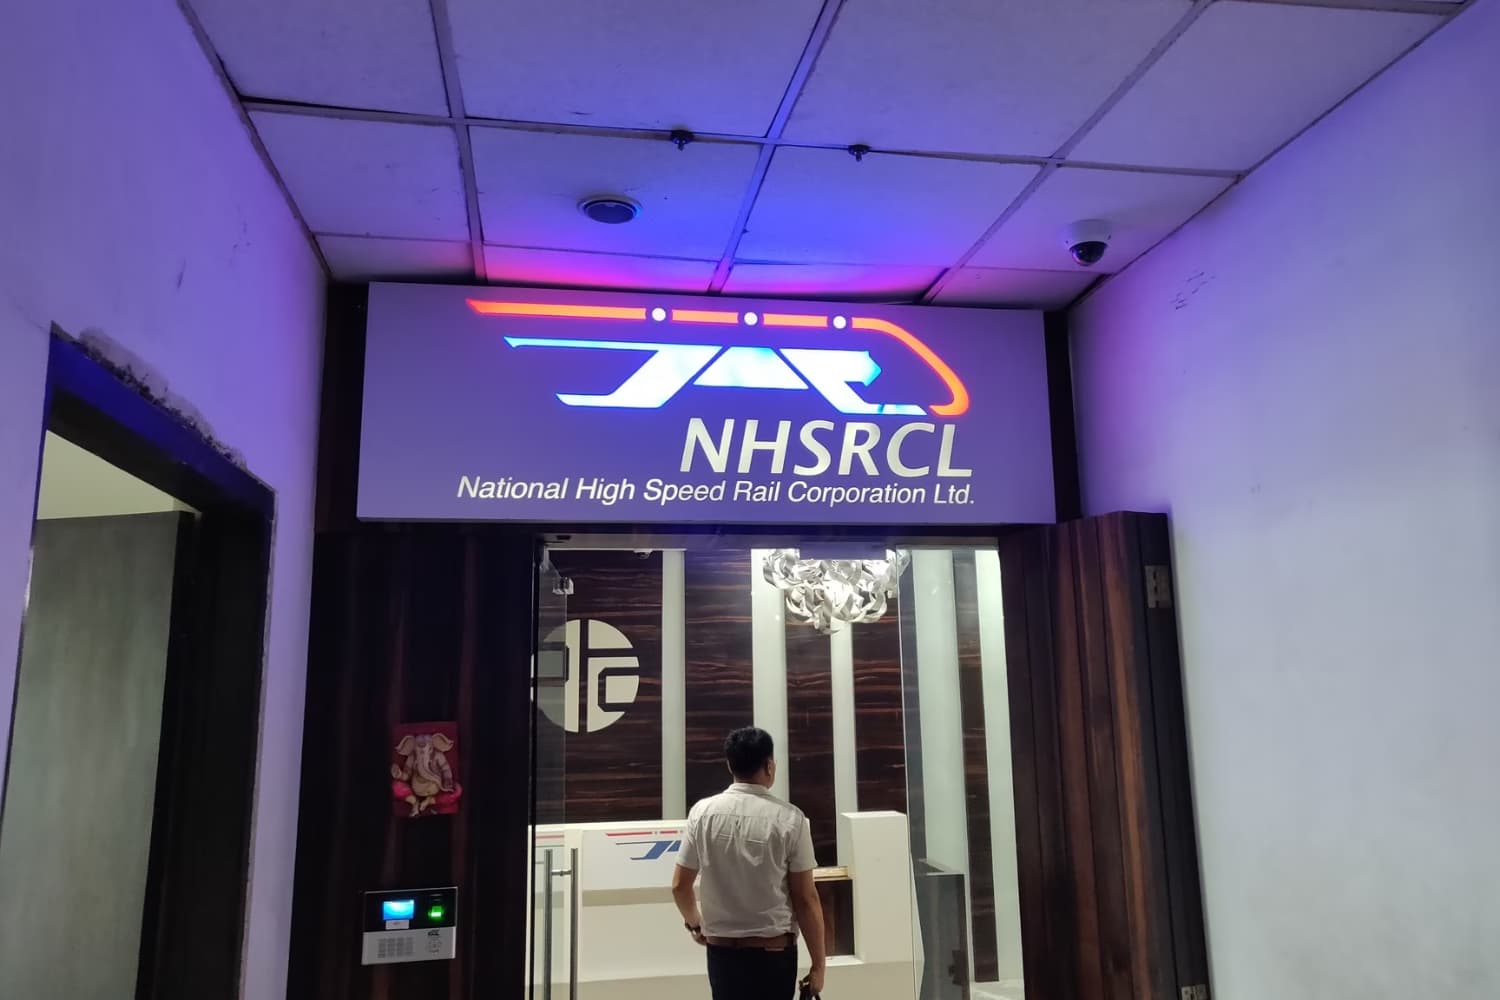 NHSRCL
National High Speed Rail Corporation Ltd.